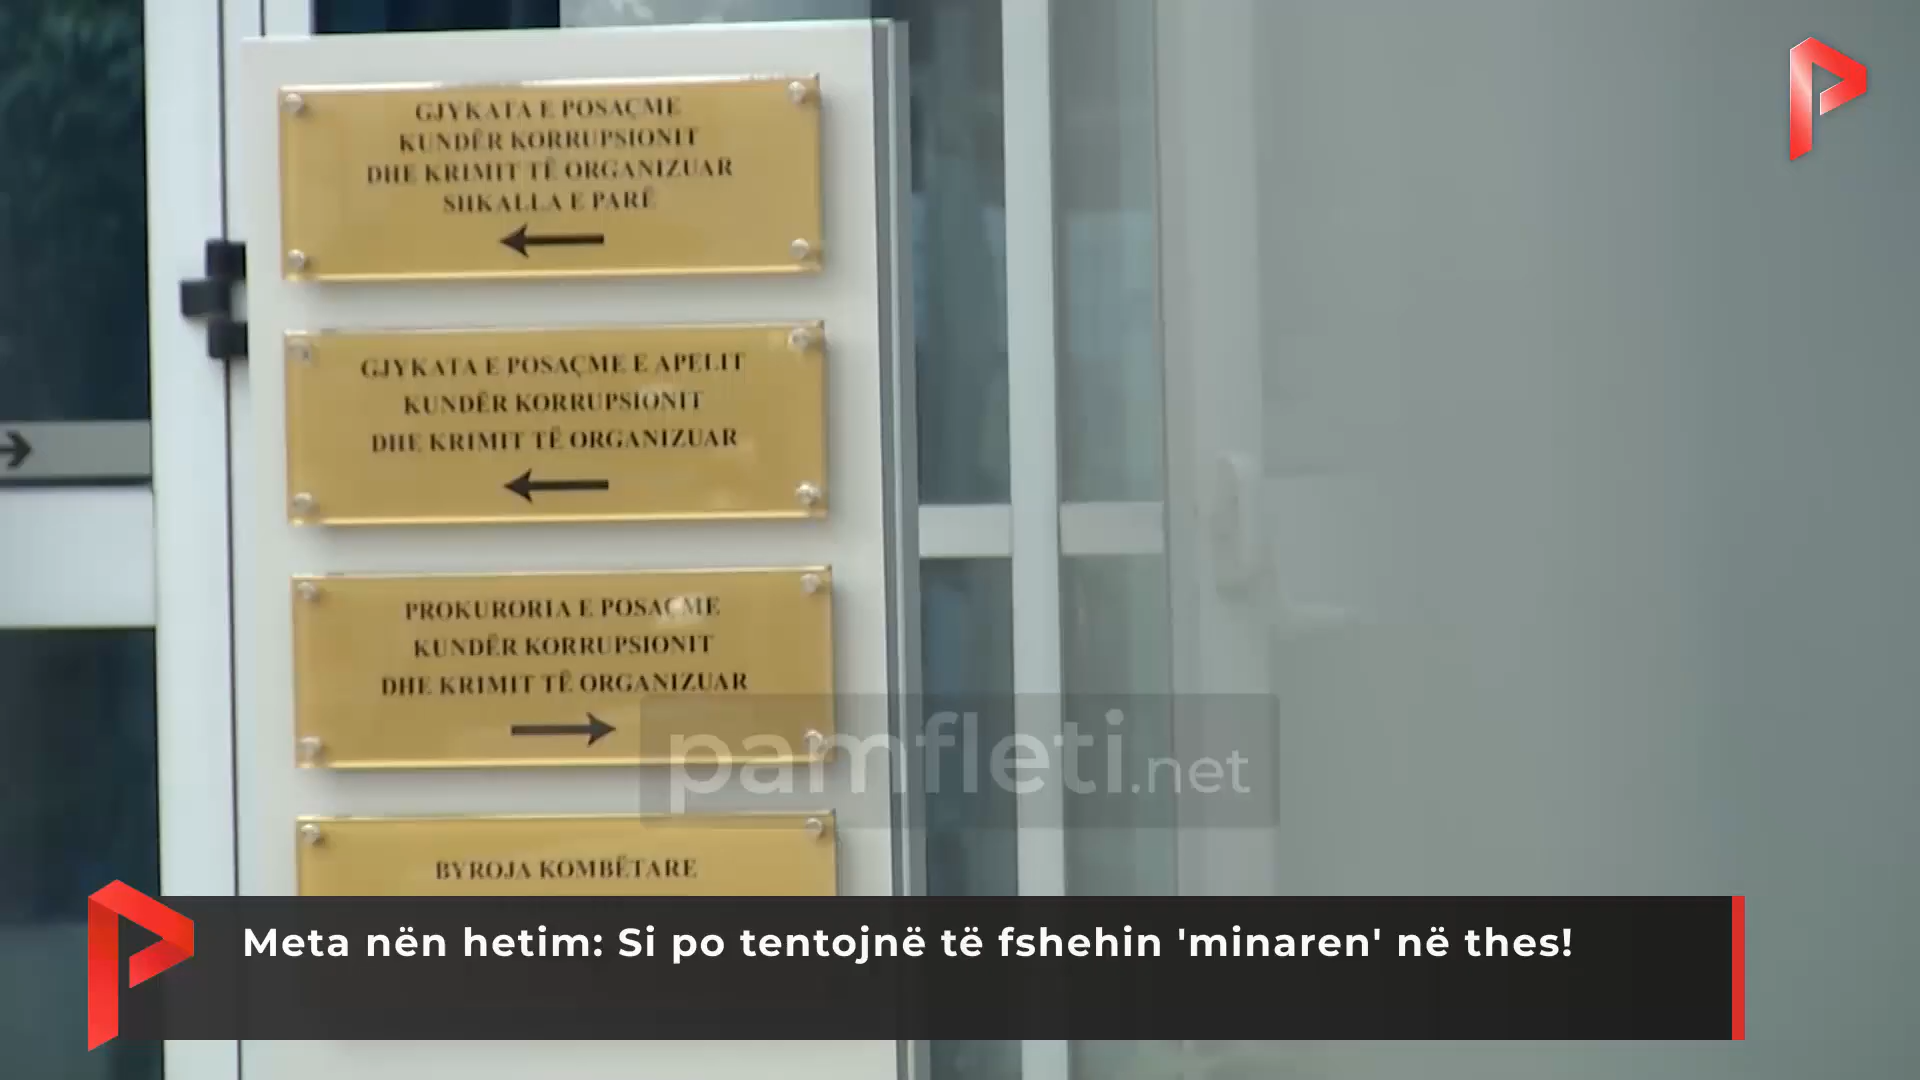 GJYKATA E POSAÇME
KUNDËR KORRUPSIONIT
DHE KRIMIT TË ORGANIZUAR
SHKALLA E PARË
GJYKATA E POSAÇME E APELIT
KUNDËR KORRUPSIONIT
DHE KRIMIT TË ORGANIZUAR
PROKURORIA E POSAÇME
KUNDËR KORRUPSIONIT
DHE KRIMIT TË ORGANIZUAR
pamfleti.net
BYROJA KOMBËTARE
Meta nën hetim: Si po tentojnë të fshehin 'minaren' në thes!